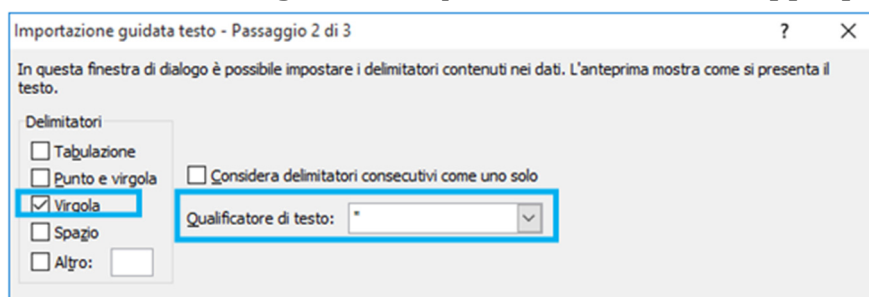 Importazione guidata testo - Passaggio 2 di 3 ? ×
In questa finestra di dialogo è possibile impostare i delimitatori contenuti nei dati. L'anteprima mostra come si presenta il
testo.
Delimitatori
Tabulazione
Punto e virgola
Considera delimitatori consecutivi come uno solo
Virgola
Qualificatore di testo: "
Spazio
Altro: